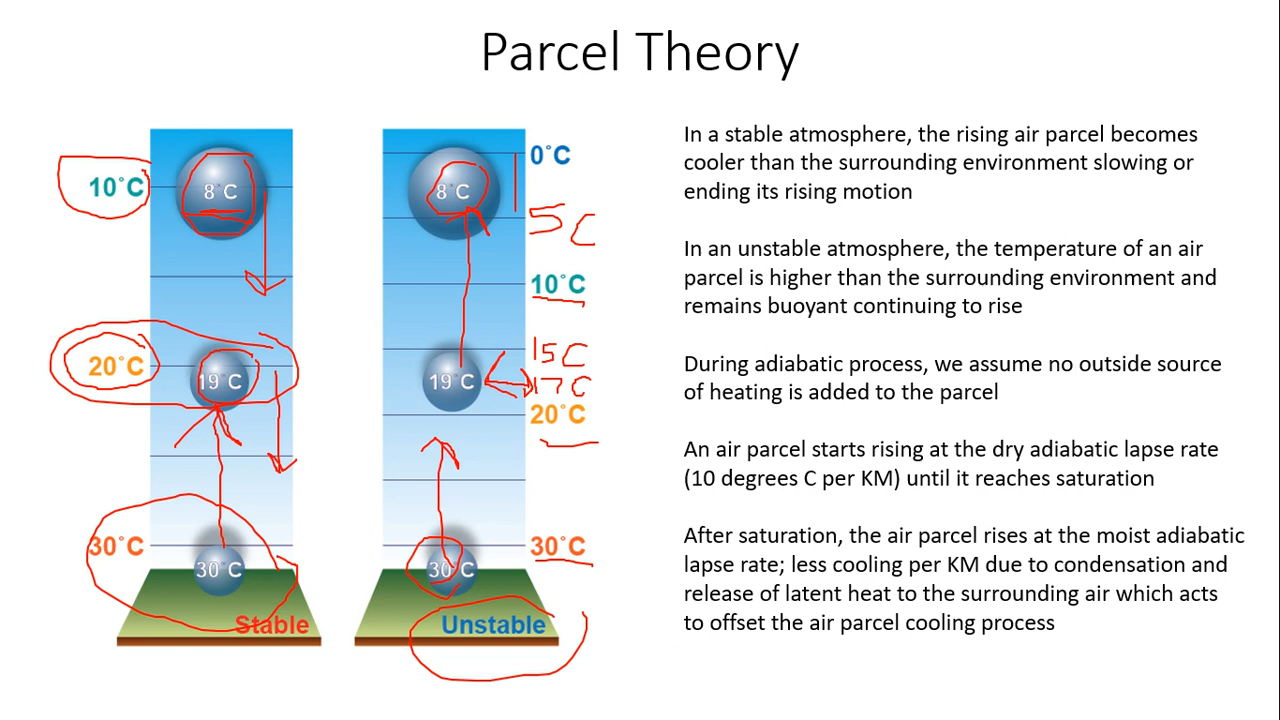 Parcel Theory
10°C
8°C
20°C
19°C
30°C
30°C
Stable
0°C
8°C
5C
10°C
15C
19°C
17C
20°C
30°C
30°C
Unstable
In a stable atmosphere, the rising air parcel becomes
cooler than the surrounding environment slowing or
ending its rising motion
In an unstable atmosphere, the temperature of an air
parcel is higher than the surrounding environment and
remains buoyant continuing to rise
During adiabatic process, we assume no outside source
of heating is added to the parcel
An air parcel starts rising at the dry adiabatic lapse rate
(10 degrees C per KM) until it reaches saturation
After saturation, the air parcel rises at the moist adiabatic
lapse rate; less cooling per KM due to condensation and
release of latent heat to the surrounding air which acts
to offset the air parcel cooling process